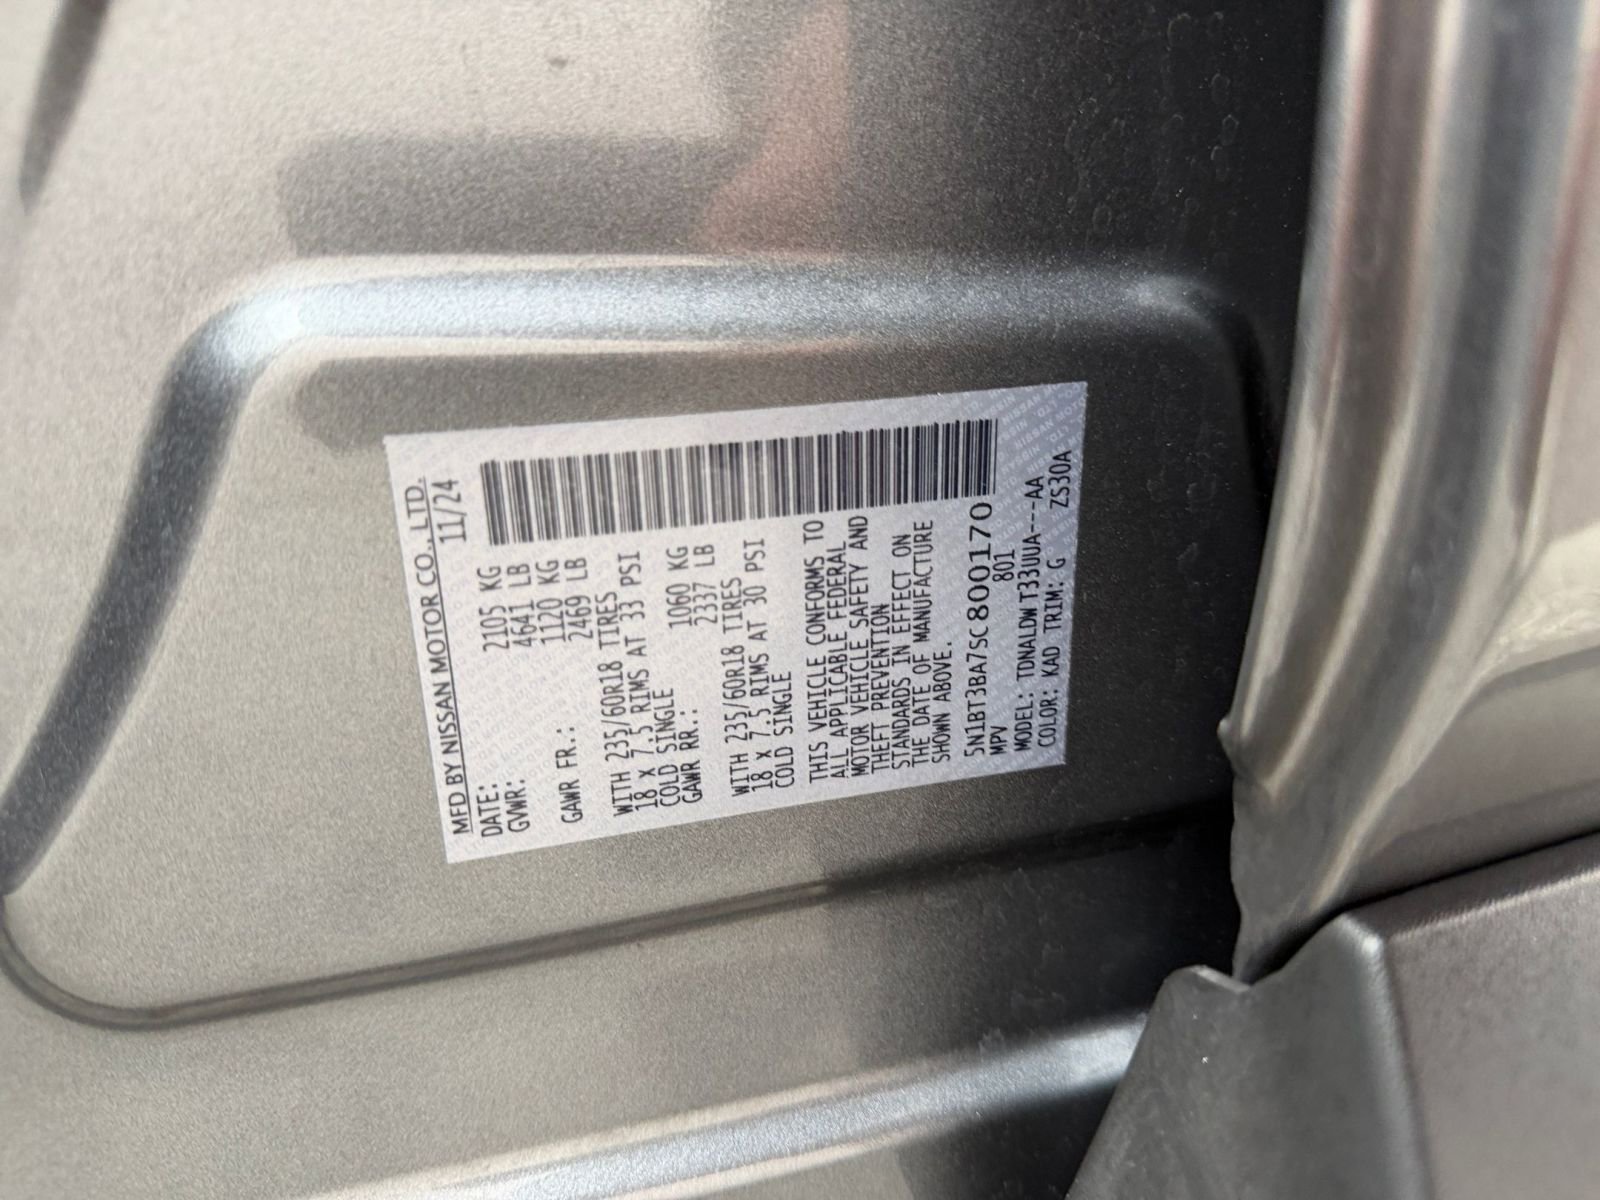 MFD BY NISSAN MOTOR CO., LTD.
DATE: 11/24
GVWR: 2105 KG
4641 LB
GAWR FR.: 1120 KG
2469 LB
WITH 235/60R18 TIRES
18 X 7.5 RIMS AT 33 PSI
COLD SINGLE
GAWR RR.: 1060 KG
2337 LB
WITH 235/60R18 TIRES
18 X 7.5 RIMS AT 30 PSI
COLD SINGLE
THIS VEHICLE CONFORMS TO
ALL APPLICABLE FEDERAL
MOTOR VEHICLE SAFETY AND
THEFT PREVENTION
STANDARDS IN EFFECT ON
THE DATE OF MANUFACTURE
SHOWN ABOVE.
5N1BT3BA7SC800170
MPV 801
MODEL: TDNALDW T33UUA---AA
COLOR: KAD TRIM: G ZS30A